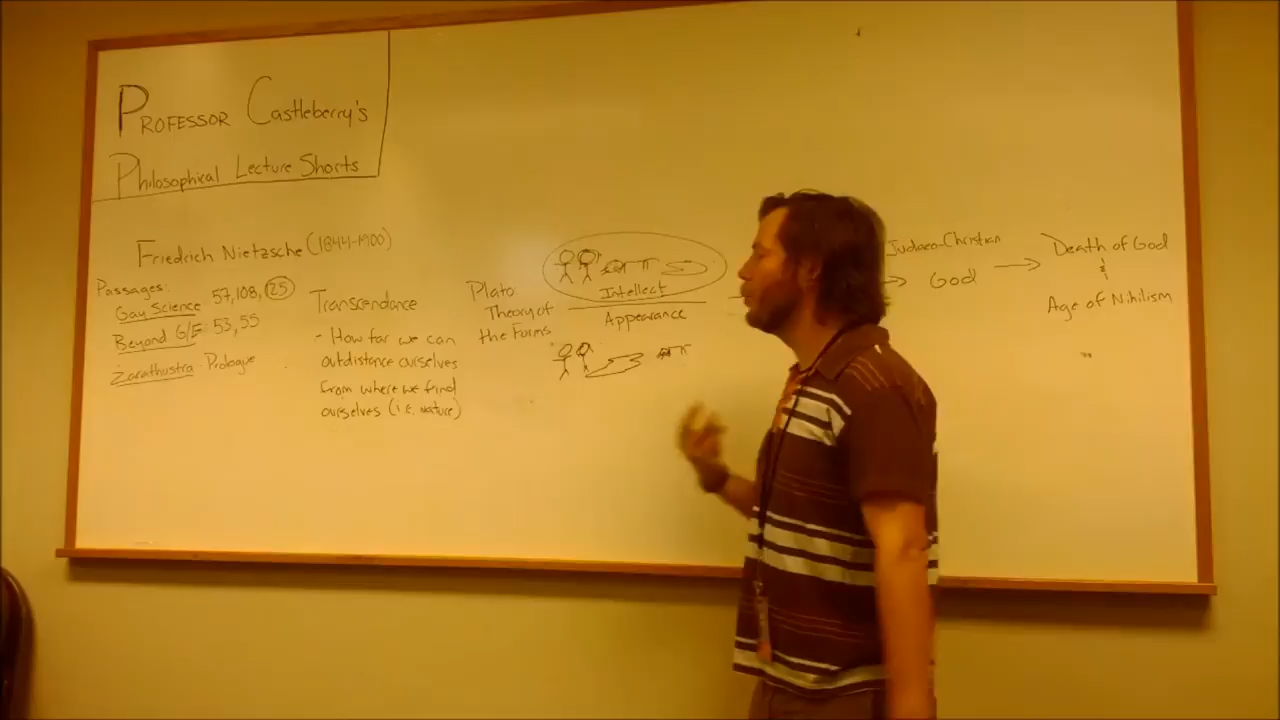 PROFESSOR Castleberry's
Philosophical Lecture Shorts
Friedrich Nietzsche (1844-1900)
Passages:
Gay Science 57, 108, 125
Beyond G/E 53, 55
Zarathustra: Prologue
Transcendance
- How far we can
outdistance ourselves
from where we find
ourselves (i.e. nature)
Plato
Theory of
the Forms
Intellect
Appearance
Judaeo-Christian
God
Death of God
Age of Nihilism